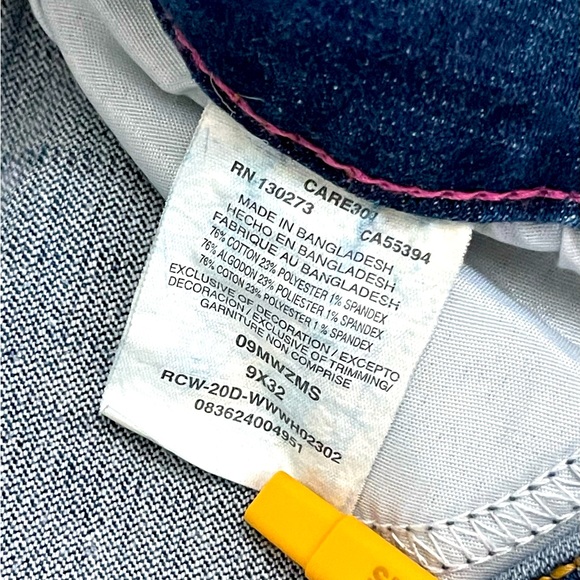 CARE301
RN 130273 CA55394
MADE IN BANGLADESH
HECHO EN BANGLADESH
FABRIQUE AU BANGLADESH
76% COTTON 23% POLYESTER 1% SPANDEX
76% ALGODON 23% POLIESTER 1% SPANDEX
76% COTON 23% POLYESTER 1 % SPANDEX
EXCLUSIVE OF DECORATION / EXCEPTO
DECORACIÓN / EXCLUSIVE OF TRIMMING/
GARNITURE NON COMPRISE
09MWZMS
9X32
RCW-20D-WWWH02302
083624004951